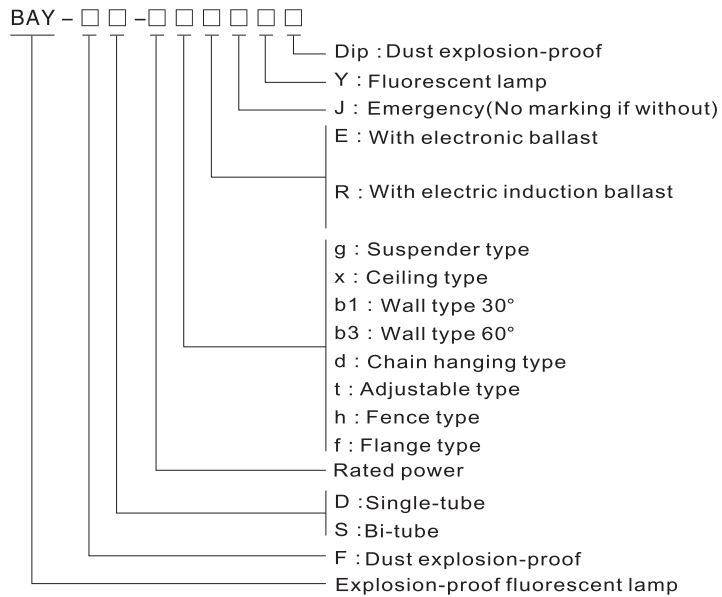 BAY-□□-□□□□□□
Dip :Dust explosion-proof
Y : Fluorescent lamp
J : Emergency(No marking if without)
E : With electronic ballast
R : With electric induction ballast
g : Suspender type
x : Ceiling type
b1 : Wall type 30°
b3 : Wall type 60°
d : Chain hanging type
t : Adjustable type
h : Fence type
f : Flange type
Rated power
D :Single-tube
S :Bi-tube
F :Dust explosion-proof
Explosion-proof fluorescent lamp